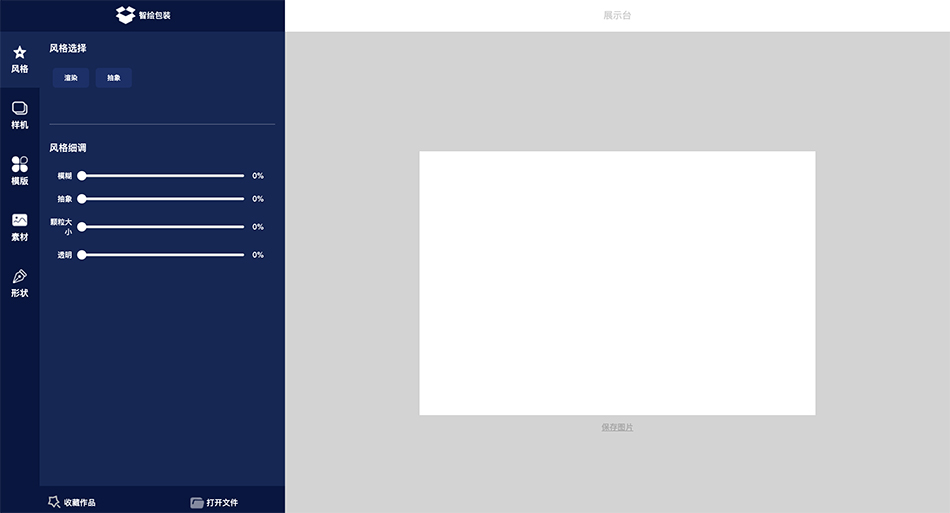 智绘包装
展示台
风格
样机
模版
素材
形状
风格选择
渲染
抽象
风格细调
模糊 0%
抽象 0%
颗粒大
小 0%
透明 0%
保存图片
收藏作品
打开文件